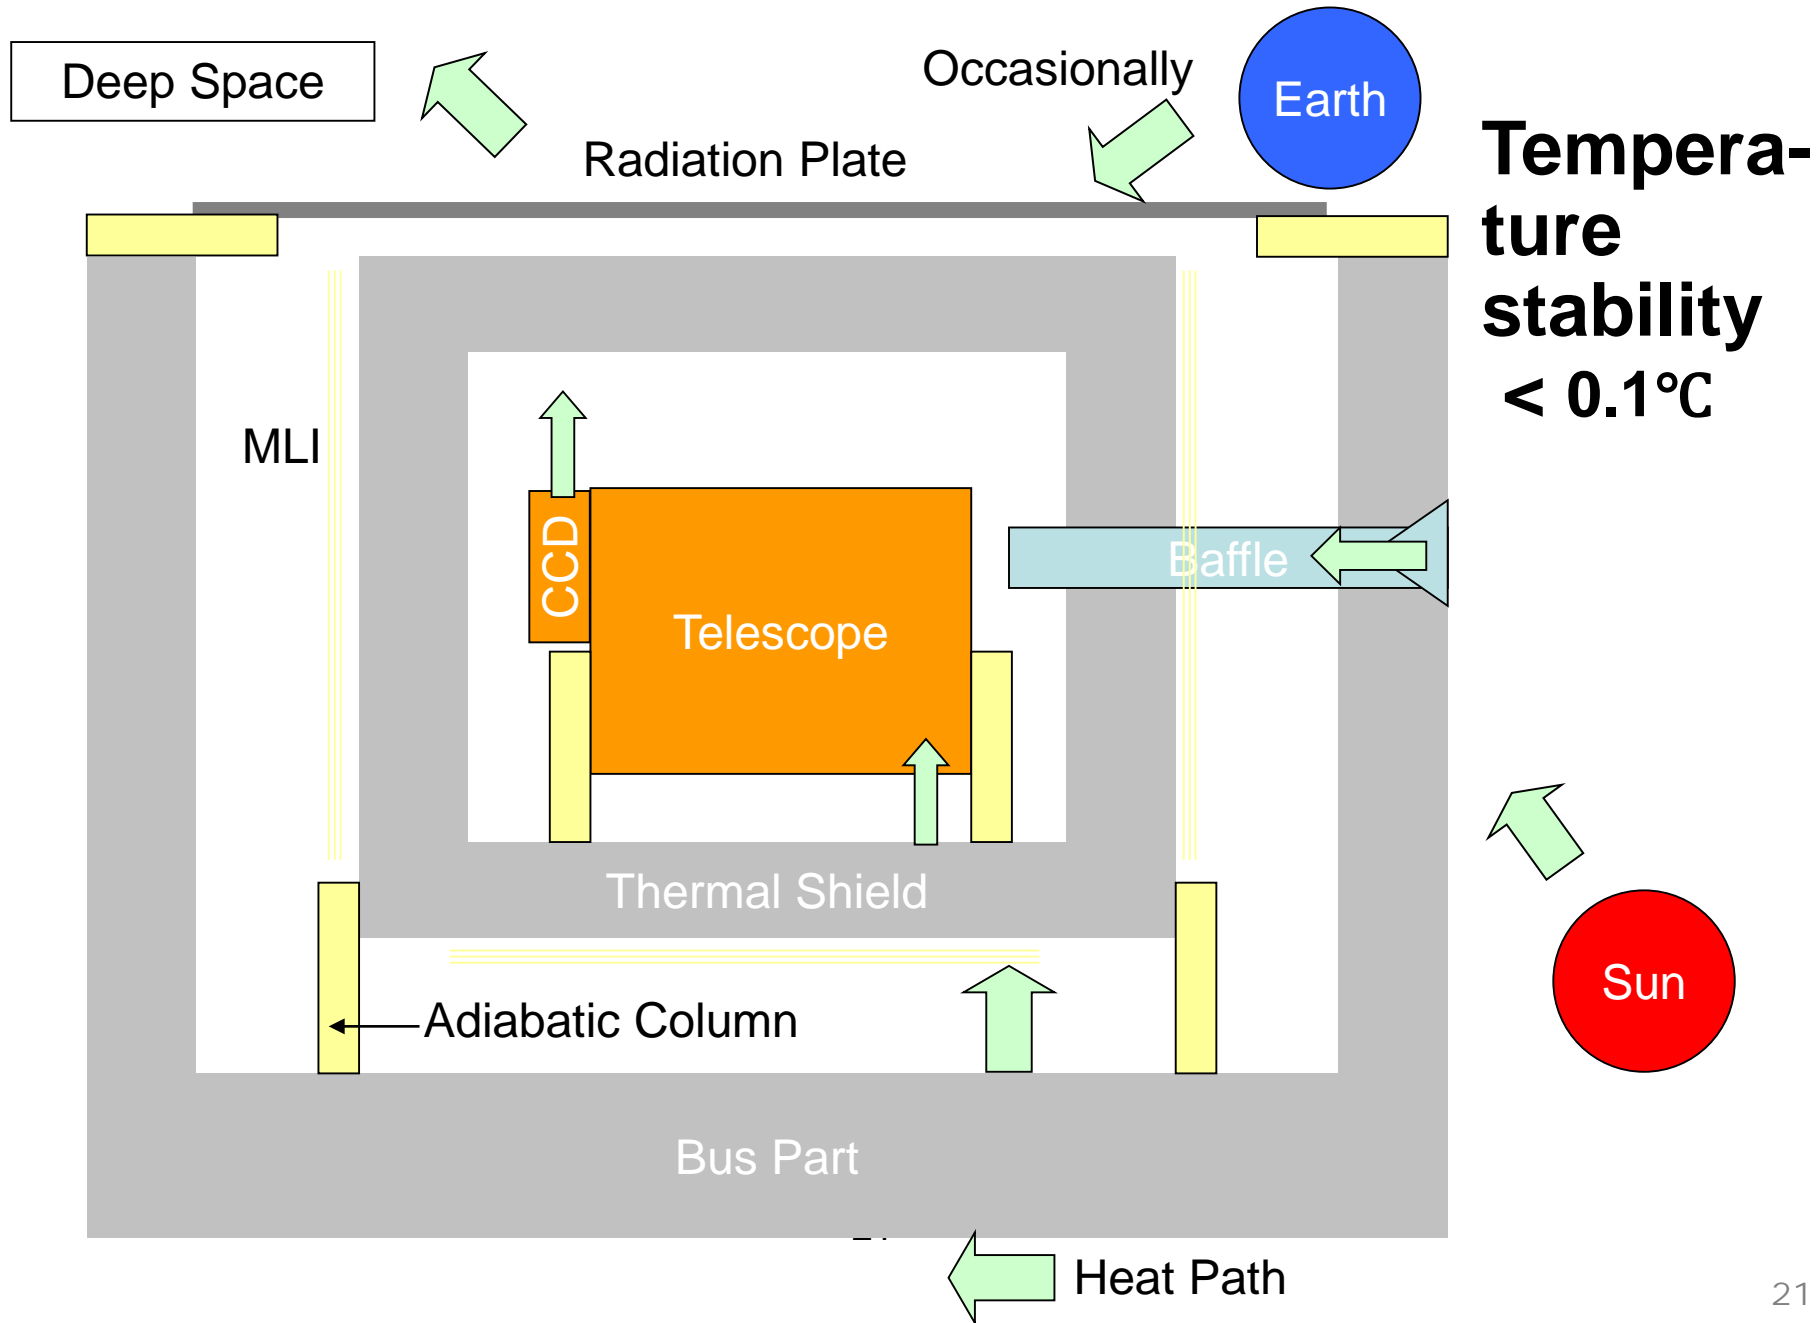 Deep Space
Occasionally
Earth
Radiation Plate
Tempera-
ture
stability
< 0.1℃
MLI
CCD
Baffle
Telescope
Thermal Shield
Sun
Adiabatic Column
Bus Part
Heat Path
21